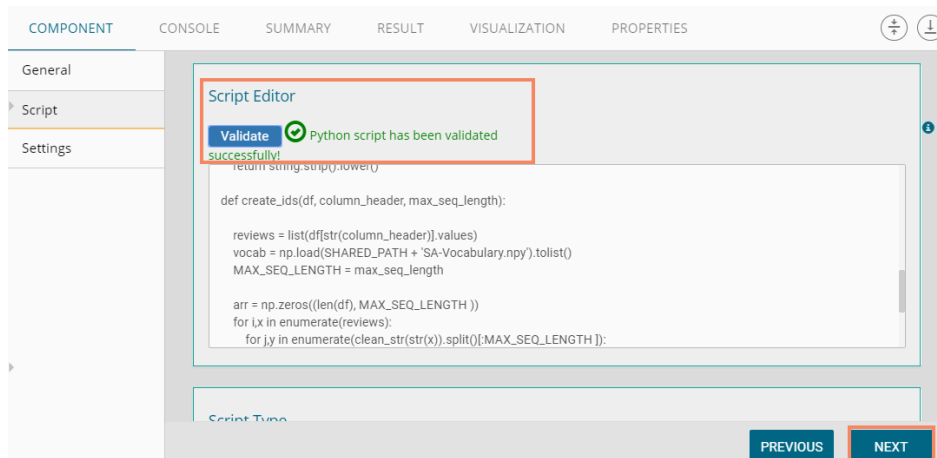 COMPONENT CONSOLE SUMMARY RESULT VISUALIZATION PROPERTIES
General
Script
Settings
Script Editor
Validate Python script has been validated
successfully!
return string.strip().lower()
def create_ids(df, column_header, max_seq_length):
reviews = list(df[str(column_header)].values)
vocab = np.load(SHARED_PATH + 'SA-Vocabulary.npy').tolist()
MAX_SEQ_LENGTH = max_seq_length
arr = np.zeros((len(df), MAX_SEQ_LENGTH ))
for i,x in enumerate(reviews):
for j,y in enumerate(clean_str(str(x)).split()[:MAX_SEQ_LENGTH ]):
Script Type
PREVIOUS NEXT